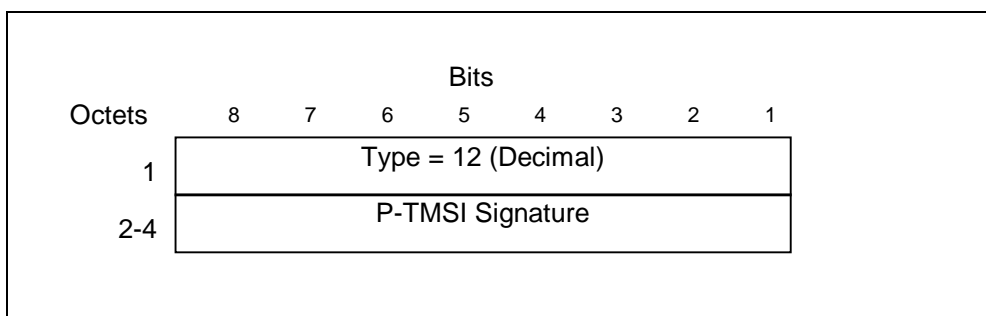 Bits
Octets 8 7 6 5 4 3 2 1
1 Type = 12 (Decimal)
2-4 P-TMSI Signature